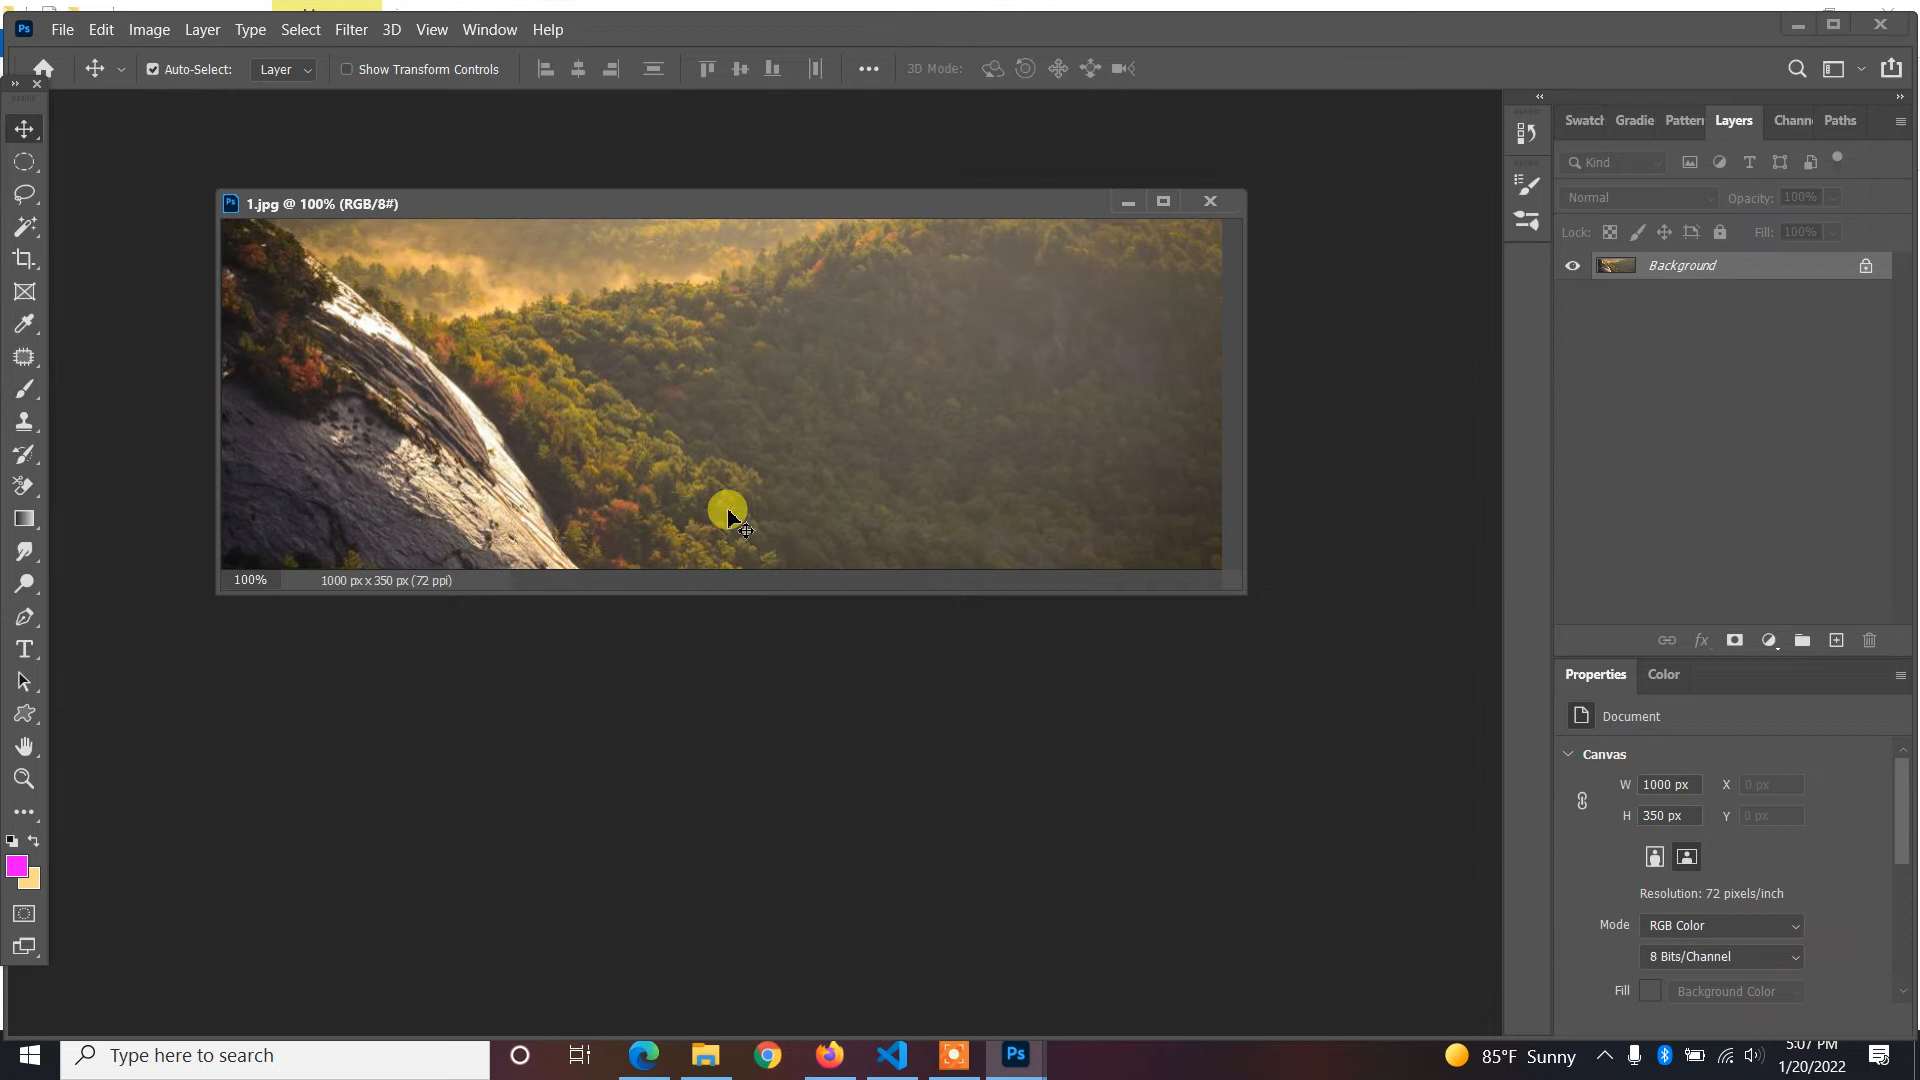 Ps File Edit Image Layer Type Select Filter 3D View Window Help
Auto-Select: Layer Show Transform Controls 3D Mode:
Swatch Gradie Pattern Layers Chann Paths
Kind
Normal Opacity: 100%
Lock: Fill: 100%
Background
Ps 1.jpg @ 100% (RGB/8#)
100% 1000 px x 350 px (72 ppi)
fx
Properties Color
Document
Canvas
W 1000 px X 0 px
H 350 px Y 0 px
Resolution: 72 pixels/inch
Mode RGB Color
8 Bits/Channel
Fill Background Color
Type here to search Ps 85°F Sunny 5:07 PM
1/20/2022